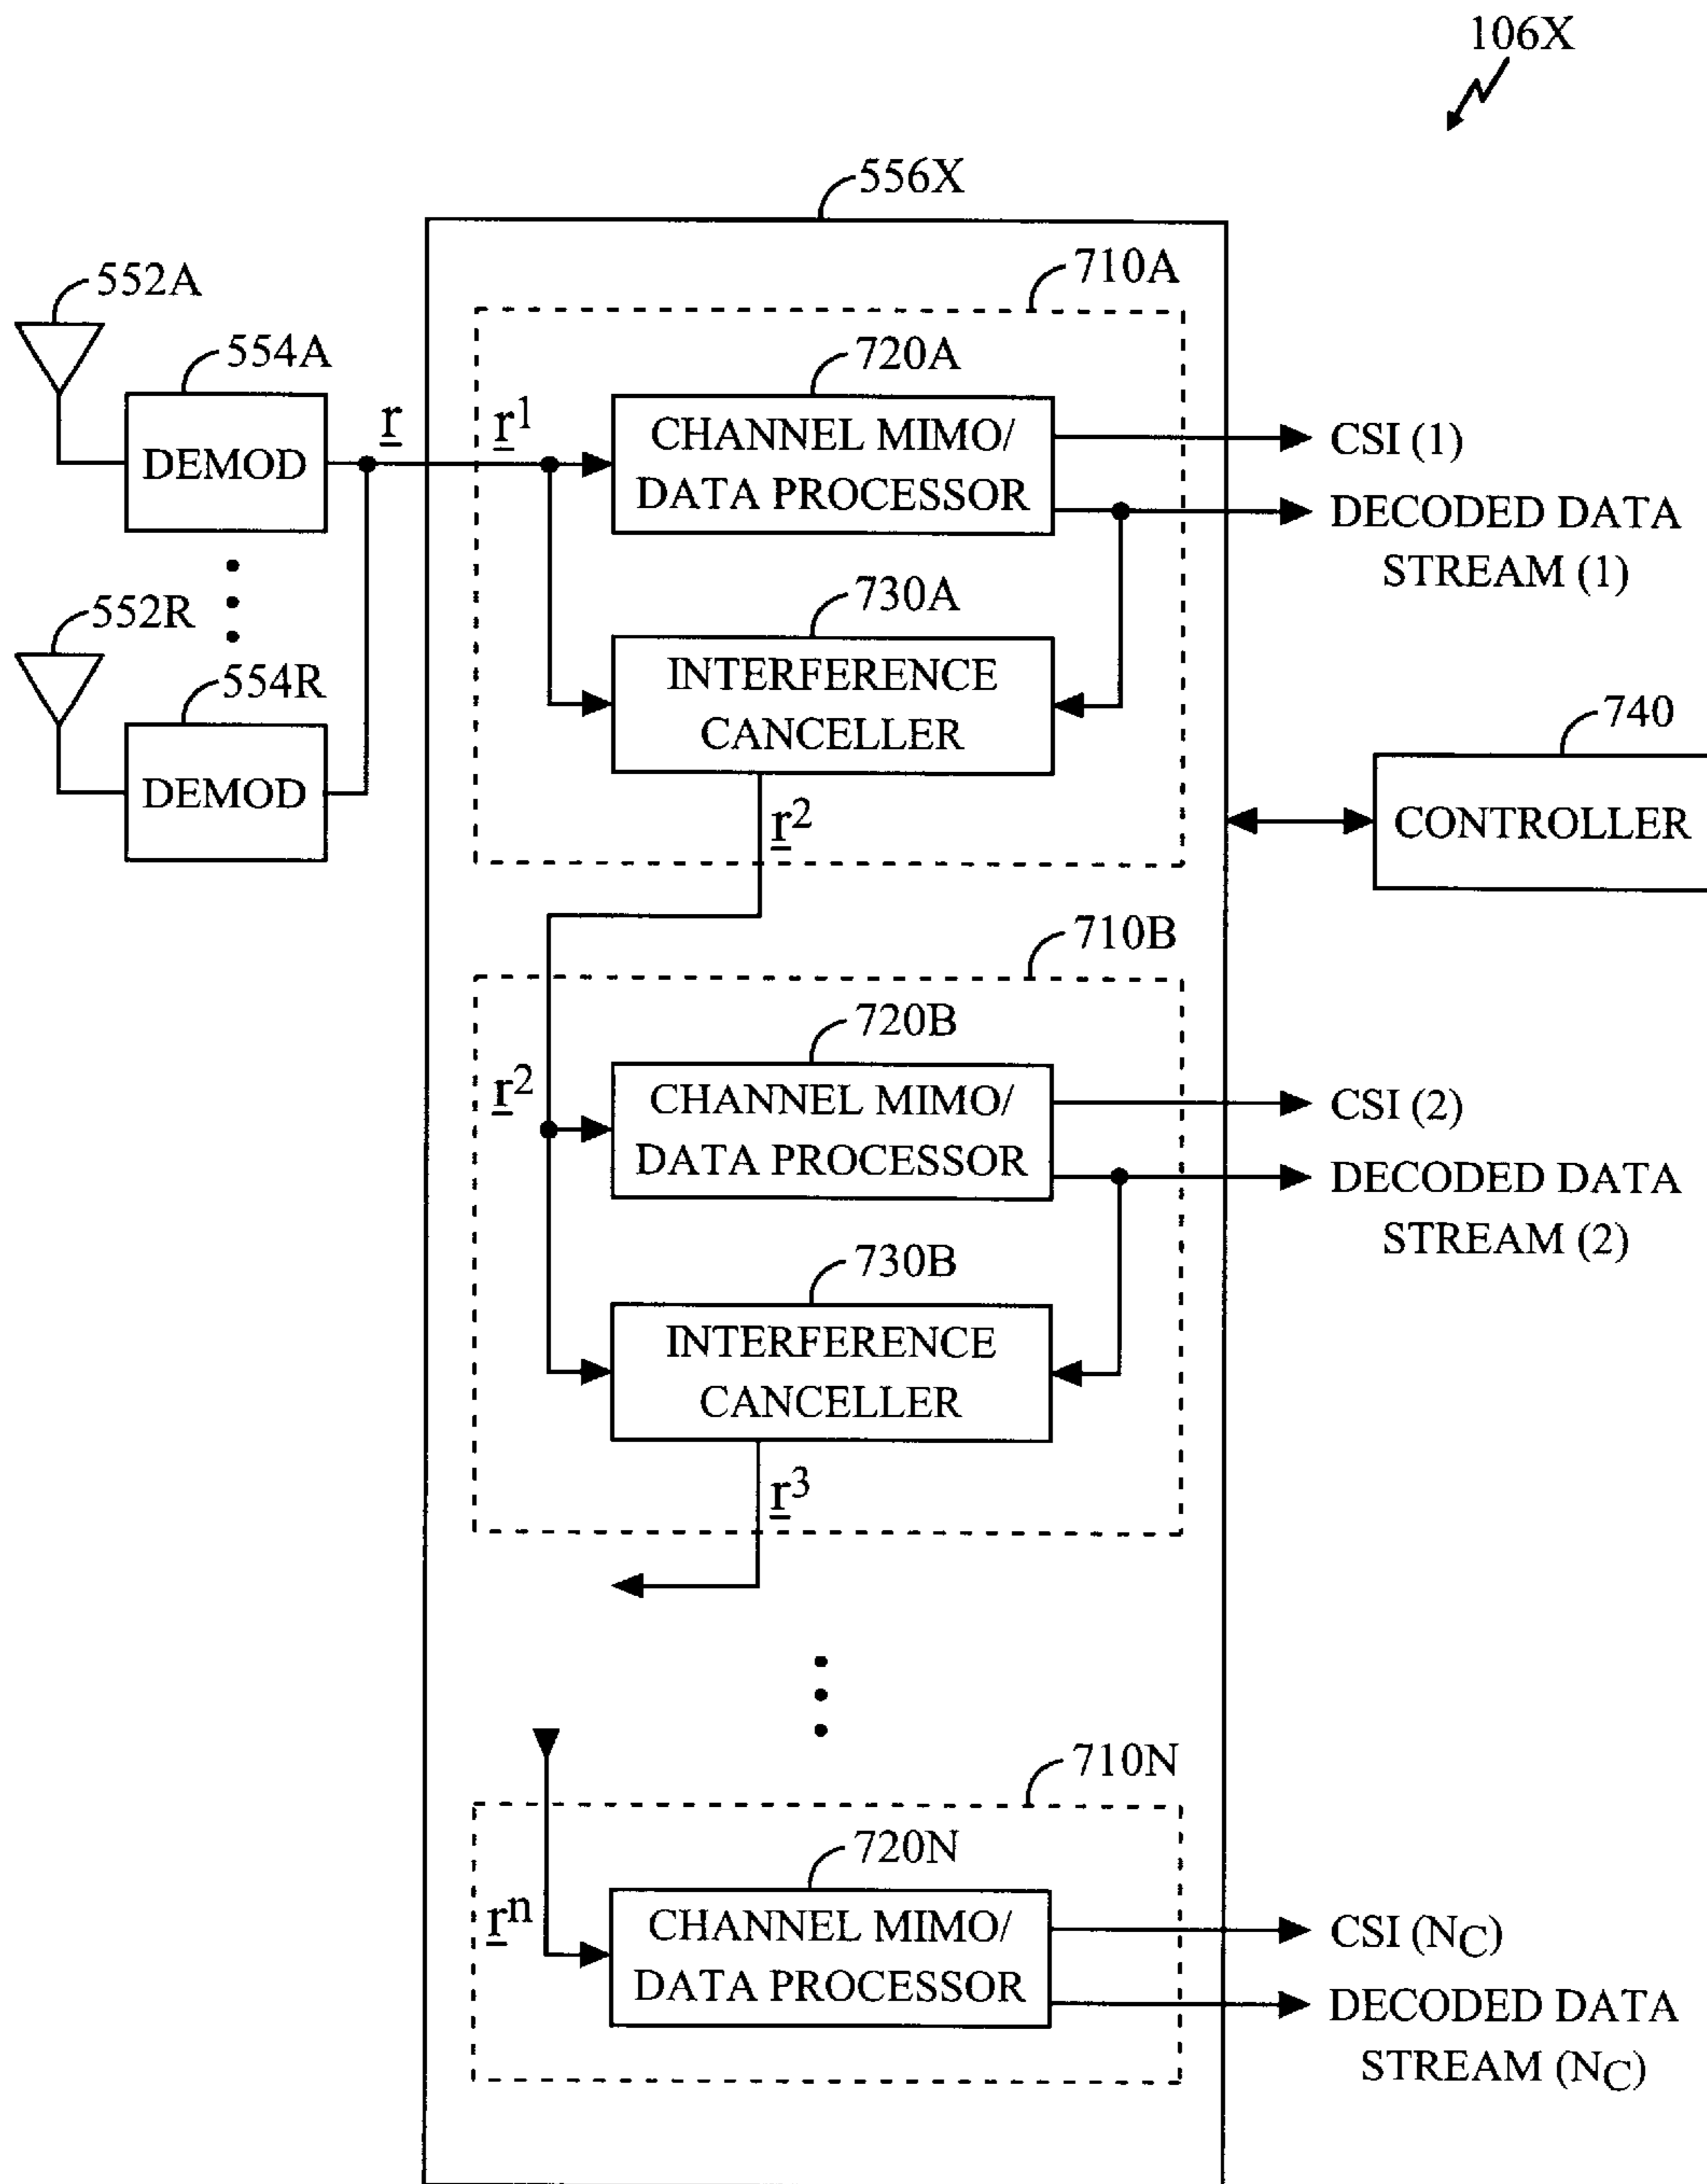 106X
556X
710A
552A
554A
720A
r
r¹
CHANNEL MIMO/
DATA PROCESSOR
DEMOD
CSI (1)
DECODED DATA
STREAM (1)
730A
552R
554R
INTERFERENCE
CANCELLER
DEMOD
740
CONTROLLER
r²
710B
720B
r²
CHANNEL MIMO/
DATA PROCESSOR
CSI (2)
DECODED DATA
STREAM (2)
730B
INTERFERENCE
CANCELLER
r³
710N
720N
rⁿ
CHANNEL MIMO/
DATA PROCESSOR
CSI (N_C)
DECODED DATA
STREAM (N_C)